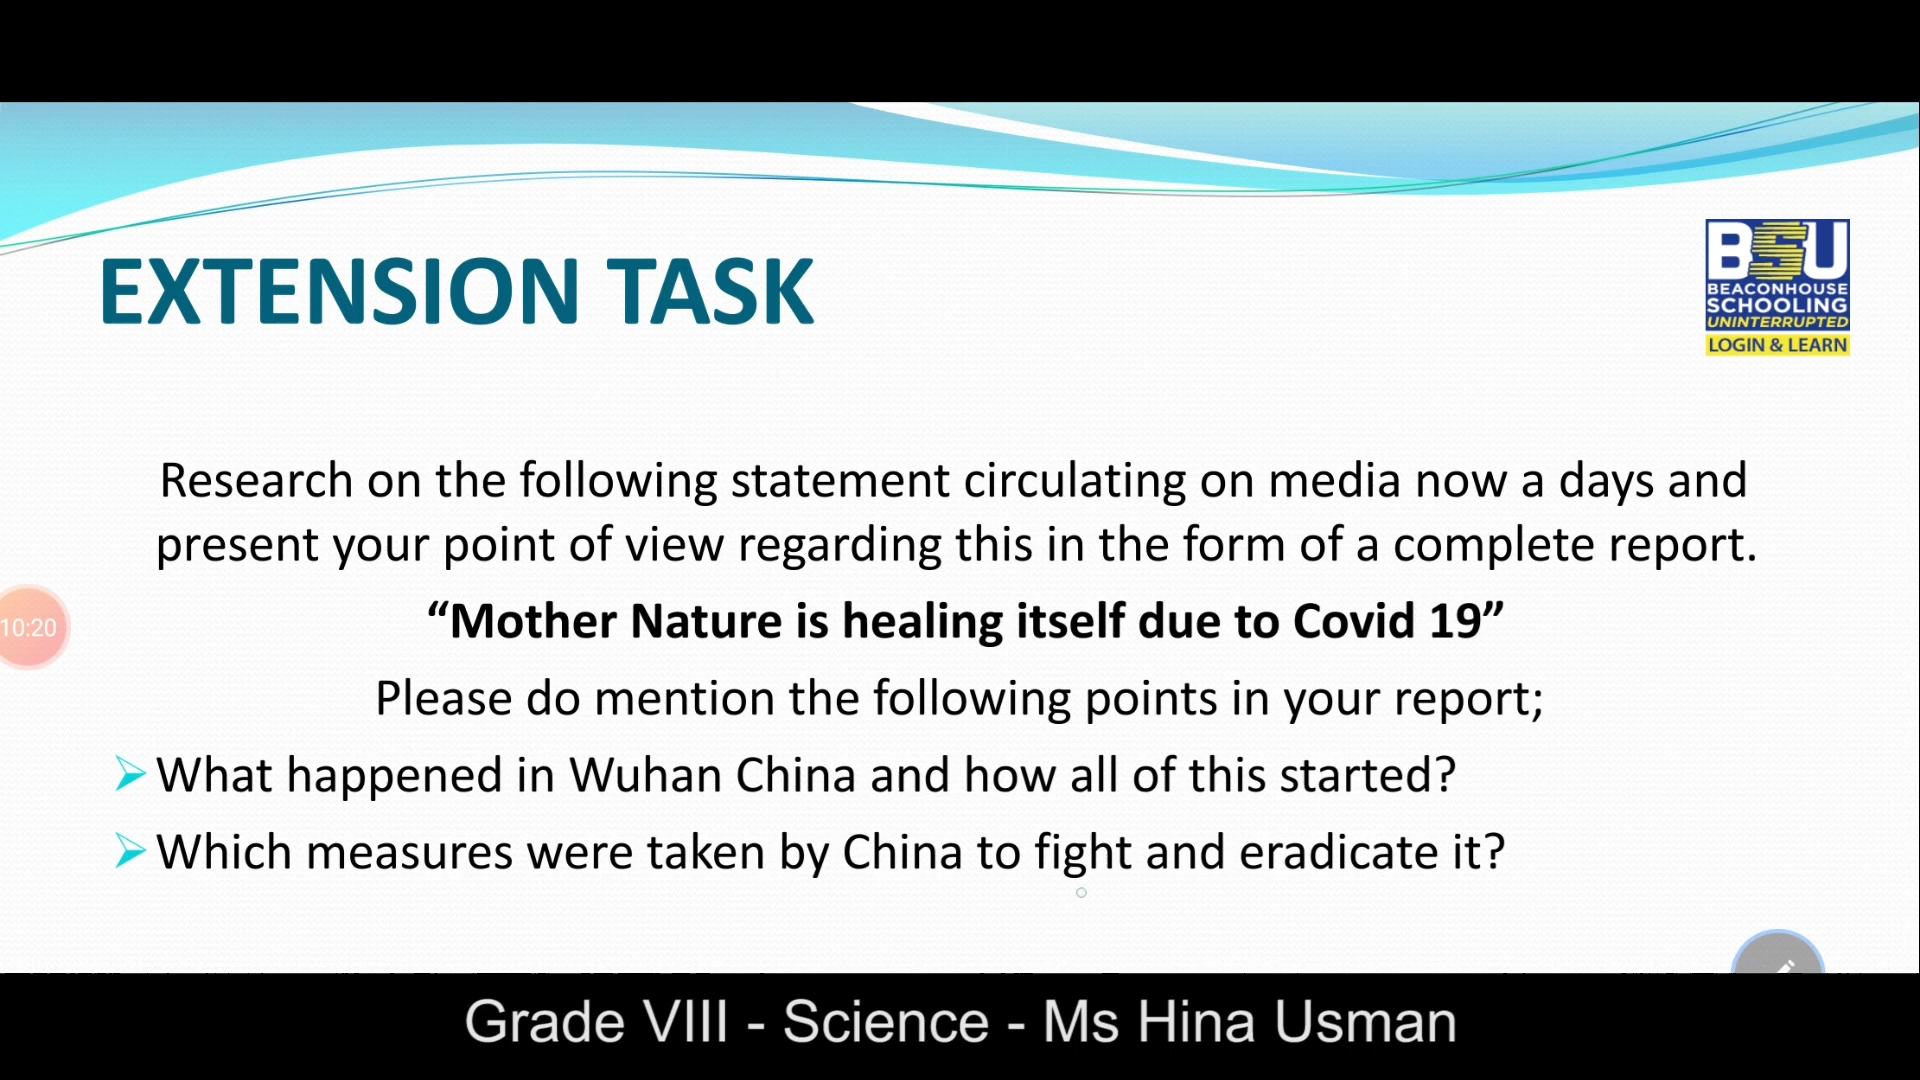 BSU
BEACONHOUSE
SCHOOLING
UNINTERRUPTED
LOGIN & LEARN
EXTENSION TASK
Research on the following statement circulating on media now a days and
present your point of view regarding this in the form of a complete report.
“Mother Nature is healing itself due to Covid 19”
10:20
Please do mention the following points in your report;
What happened in Wuhan China and how all of this started?
Which measures were taken by China to fight and eradicate it?
Grade VIII - Science - Ms Hina Usman